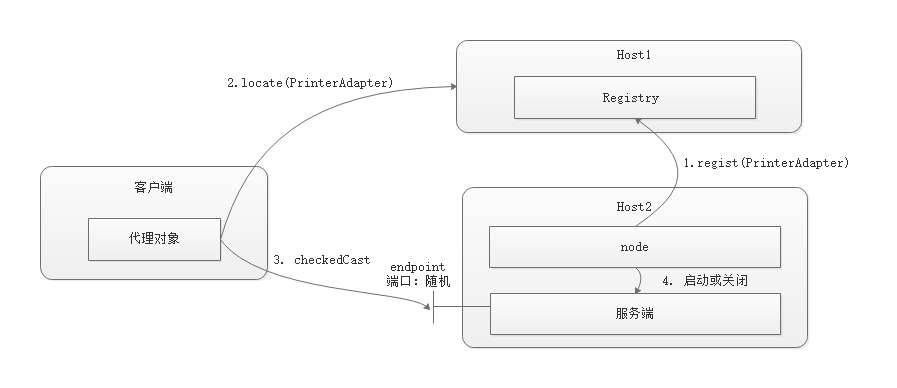 Host1
2.locate(PrinterAdapter)
Registry
1.regist(PrinterAdapter)
客户端
代理对象
Host2
node
3. checkedCast
endpoint
端口：随机
4. 启动或关闭
服务端